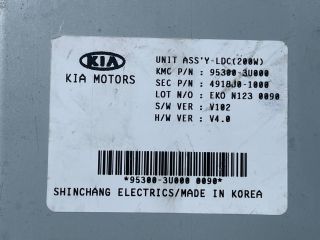 KIA
KIA MOTORS
UNIT ASS'Y-LDC(200W)
KMC P/N : 95300-3U000
SEC P/N : 4918J0-1000
LOT N/O : EKO N123 0090
S/W VER : V102
H/W VER : V4.0
*95300-3U000 0090*
SHINCHANG ELECTRICS/MADE IN KOREA